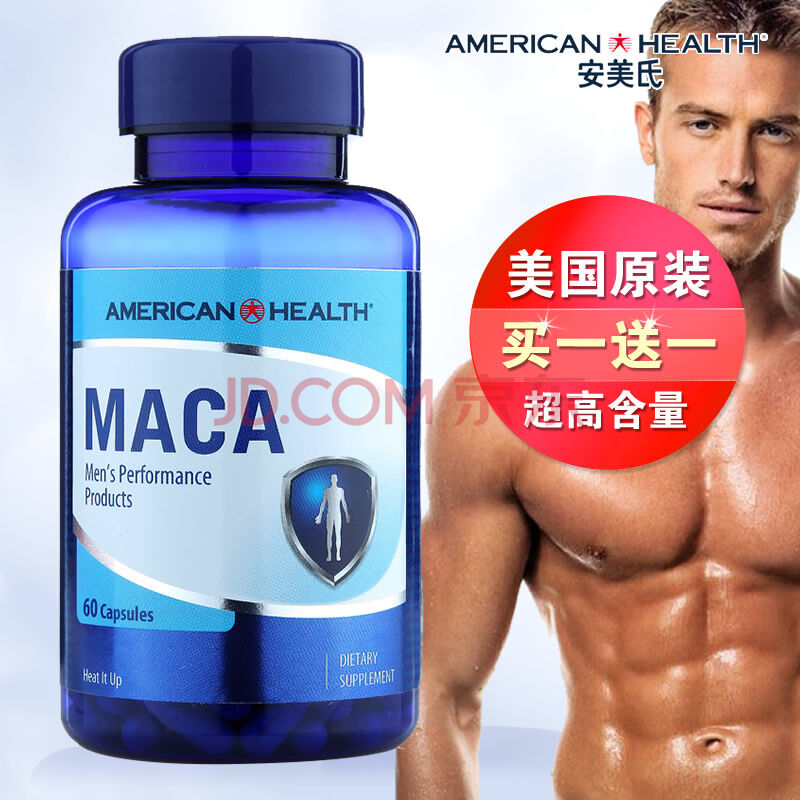 AMERICAN HEALTH®
安美氏
美国原装
买一送一
超高含量
AMERICAN HEALTH®
MACA
JD.COM 京东
Men's Performance
Products
60 Capsules
Heat It Up
DIETARY
SUPPLEMENT